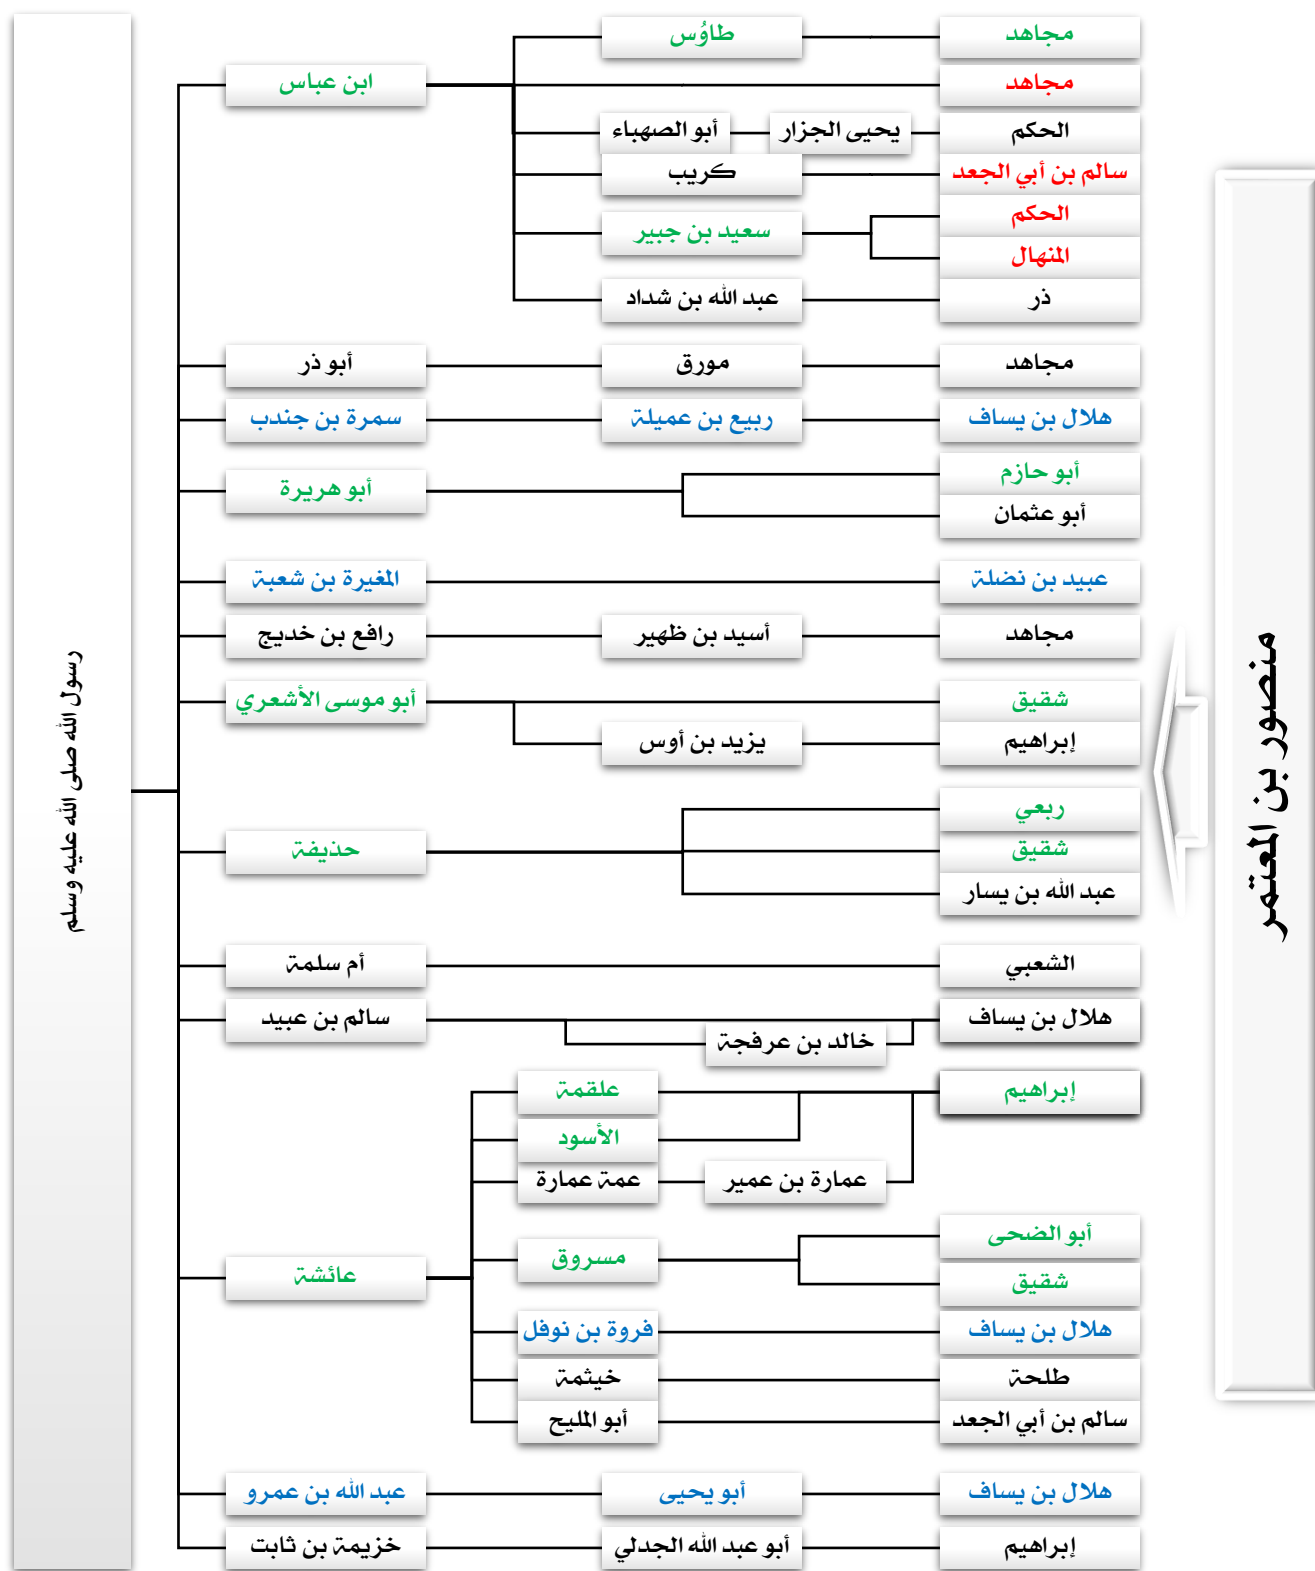 منصور بن المعتمر
مجاهد
طاوُس
ابن عباس
مجاهد
الحكم
يحيى الجزار
أبو الصهباء
سالم بن أبي الجعد
كريب
الحكم
سعيد بن جبير
المنهال
ذر
عبد الله بن شداد
مجاهد
مورق
أبو ذر
هلال بن يساف
ربيع بن عميلة
سمرة بن جندب
أبو حازم
أبو هريرة
أبو عثمان
عبيد بن نضلة
المغيرة بن شعبة
مجاهد
أسيد بن ظهير
رافع بن خديج
شقيق
أبو موسى الأشعري
إبراهيم
يزيد بن أوس
ربعي
شقيق
حذيفة
عبد الله بن يسار
الشعبي
أم سلمة
هلال بن يساف
سالم بن عبيد
خالد بن عرفجة
إبراهيم
علقمة
الأسود
عمارة بن عمير
عمة عمارة
أبو الضحى
مسروق
عائشة
شقيق
هلال بن يساف
فروة بن نوفل
طلحة
خيثمة
سالم بن أبي الجعد
أبو المليح
هلال بن يساف
أبو يحيى
عبد الله بن عمرو
إبراهيم
أبو عبد الله الجدلي
خزيمة بن ثابت
رسول الله صلى الله عليه وسلم